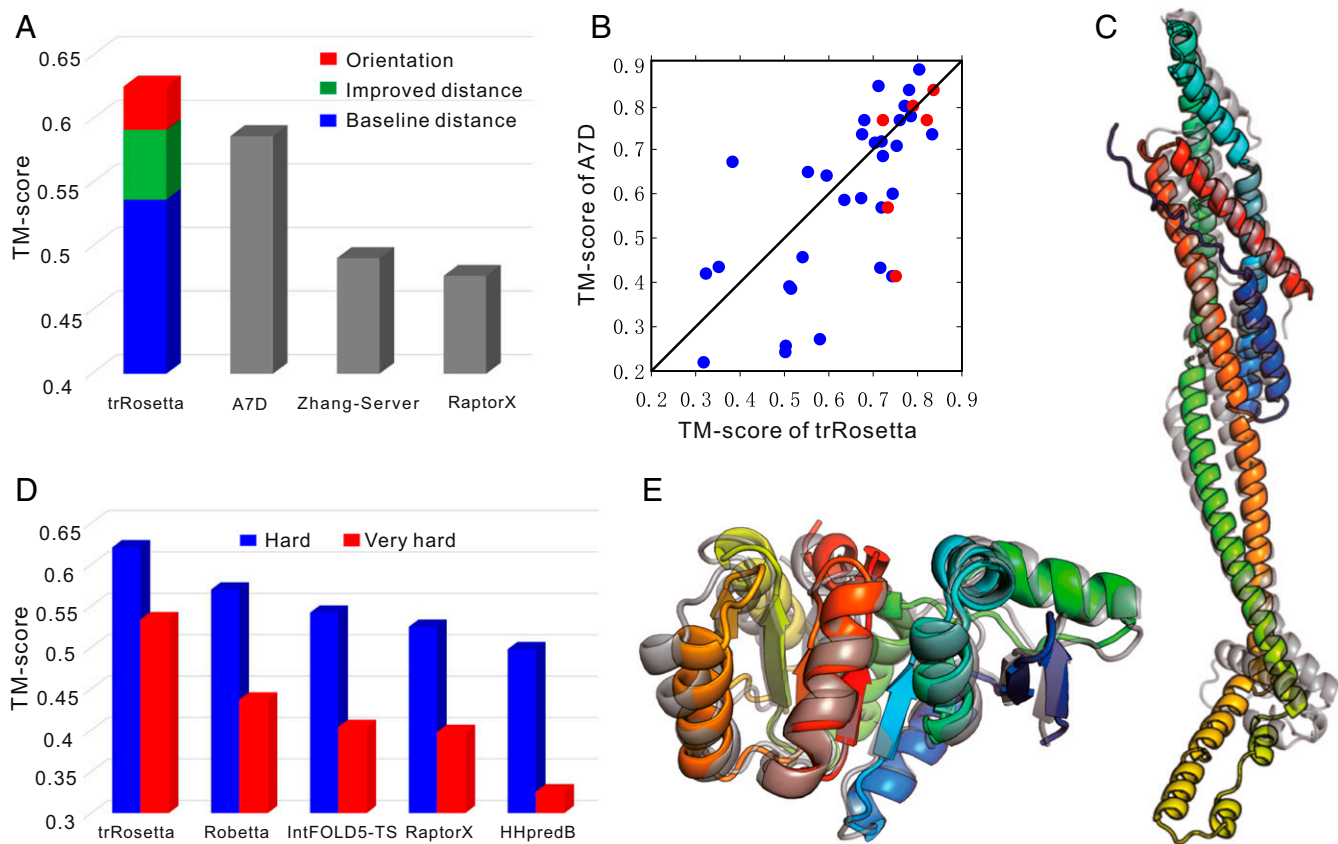 A
0.65
0.6
0.55
0.5
0.45
0.4
TM-score
Orientation
Improved distance
Baseline distance
trRosetta A7D Zhang-Server RaptorX
B
0.9
0.8
0.7
0.6
0.5
0.4
0.3
0.2
TM-score of A7D
0.2 0.3 0.4 0.5 0.6 0.7 0.8 0.9
TM-score of trRosetta
C
D
0.65
0.6
0.55
0.5
0.45
0.4
0.35
0.3
TM-score
Hard Very hard
trRosetta Robetta IntFOLD5-TS RaptorX HHpredB
E